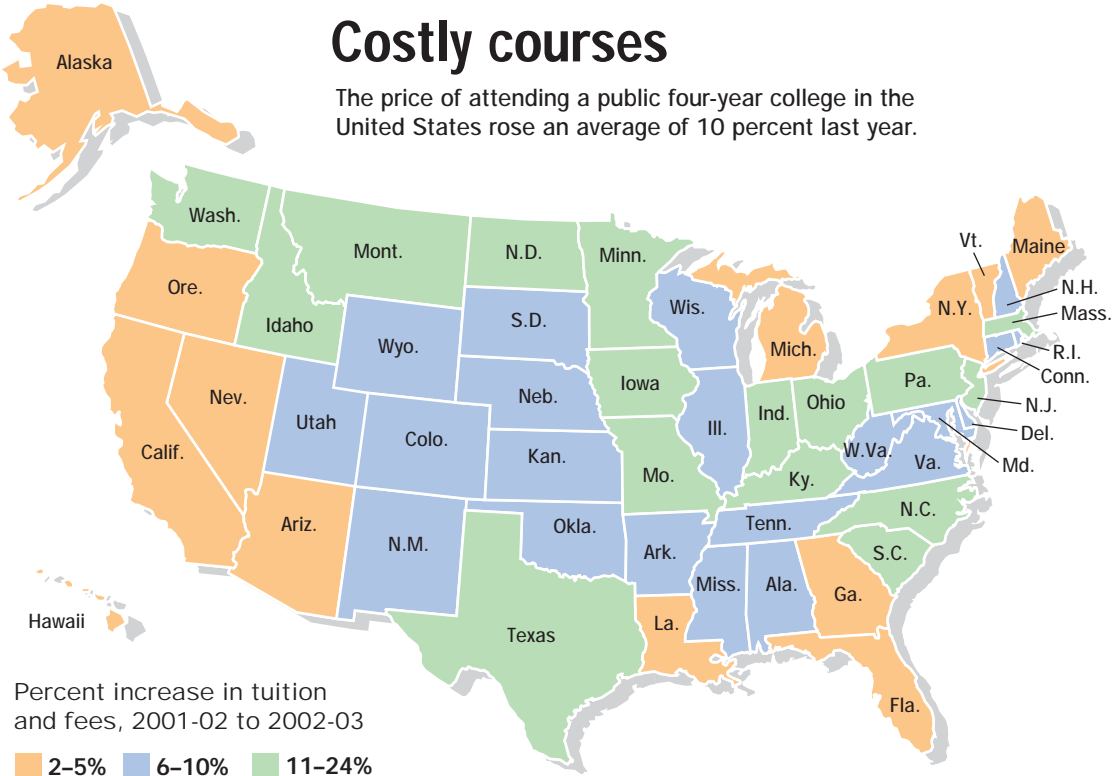 Costly courses
The price of attending a public four-year college in the
United States rose an average of 10 percent last year.
Alaska
Wash.
Mont.
N.D.
Minn.
Vt.
Maine
Ore.
Idaho
S.D.
Wis.
N.Y.
N.H.
Mass.
Wyo.
Mich.
R.I.
Conn.
Nev.
Utah
Neb.
Iowa
Ind.
Ohio
Pa.
N.J.
Calif.
Colo.
Ill.
Del.
Kan.
Mo.
W.Va.
Va.
Md.
Ky.
Ariz.
N.M.
Okla.
Tenn.
N.C.
Ark.
S.C.
Miss.
Ala.
Ga.
Hawaii
Texas
La.
Fla.
Percent increase in tuition
and fees, 2001-02 to 2002-03
2–5% 6–10% 11–24%